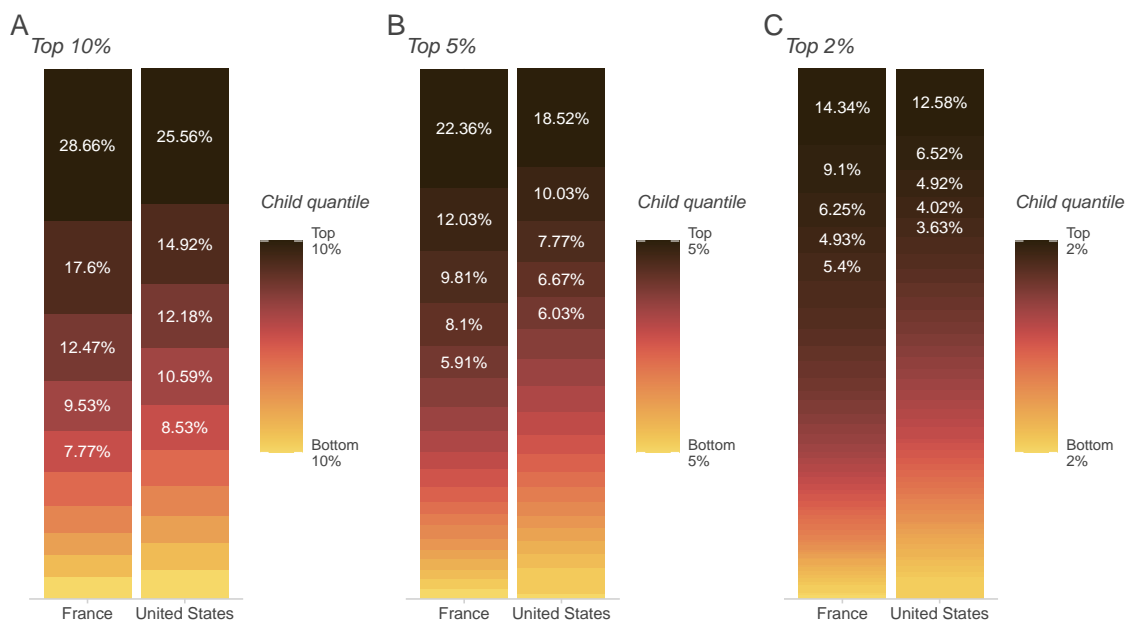 A
Top 10%
28.66%
17.6%
12.47%
9.53%
7.77%
25.56%
14.92%
12.18%
10.59%
8.53%
France
United States
Child quantile
Top
10%
Bottom
10%
B
Top 5%
22.36%
12.03%
9.81%
8.1%
5.91%
18.52%
10.03%
7.77%
6.67%
6.03%
France
United States
Child quantile
Top
5%
Bottom
5%
C
Top 2%
14.34%
9.1%
6.25%
4.93%
5.4%
12.58%
6.52%
4.92%
4.02%
3.63%
France
United States
Child quantile
Top
2%
Bottom
2%